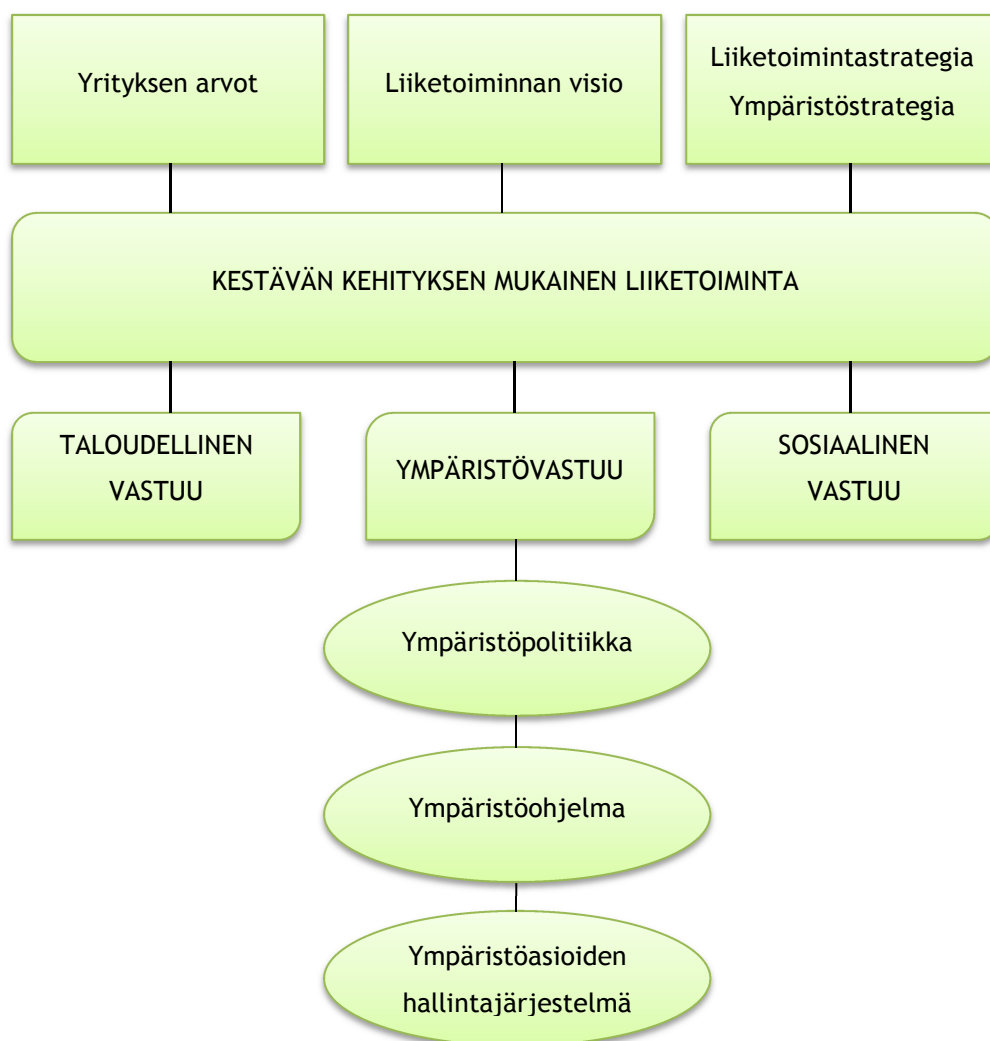 Yrityksen arvot
Liiketoiminnan visio
Liiketoimintastrategia
Ympäristöstrategia
KESTÄVÄN KEHITYKSEN MUKAINEN LIIKETOIMINTA
TALOUDELLINEN
VASTUU
YMPÄRISTÖVASTUU
SOSIAALINEN
VASTUU
Ympäristöpolitiikka
Ympäristöohjelma
Ympäristöasioiden
hallintajärjestelmä